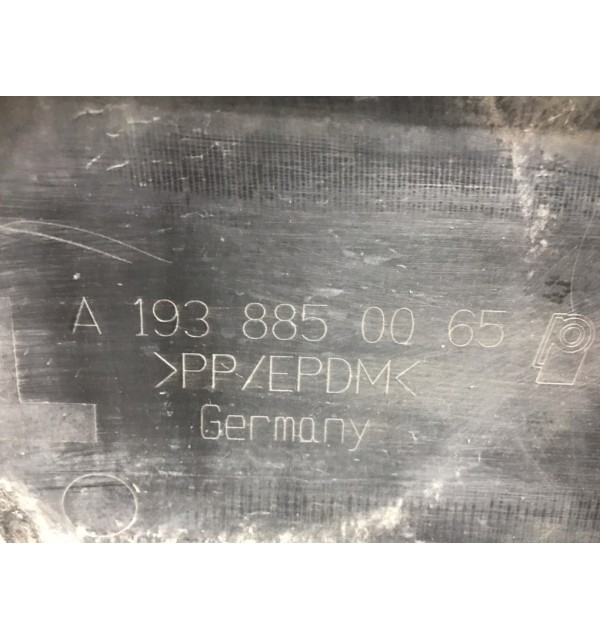 A 193 885 00 65
>PP/EPDM<
Germany